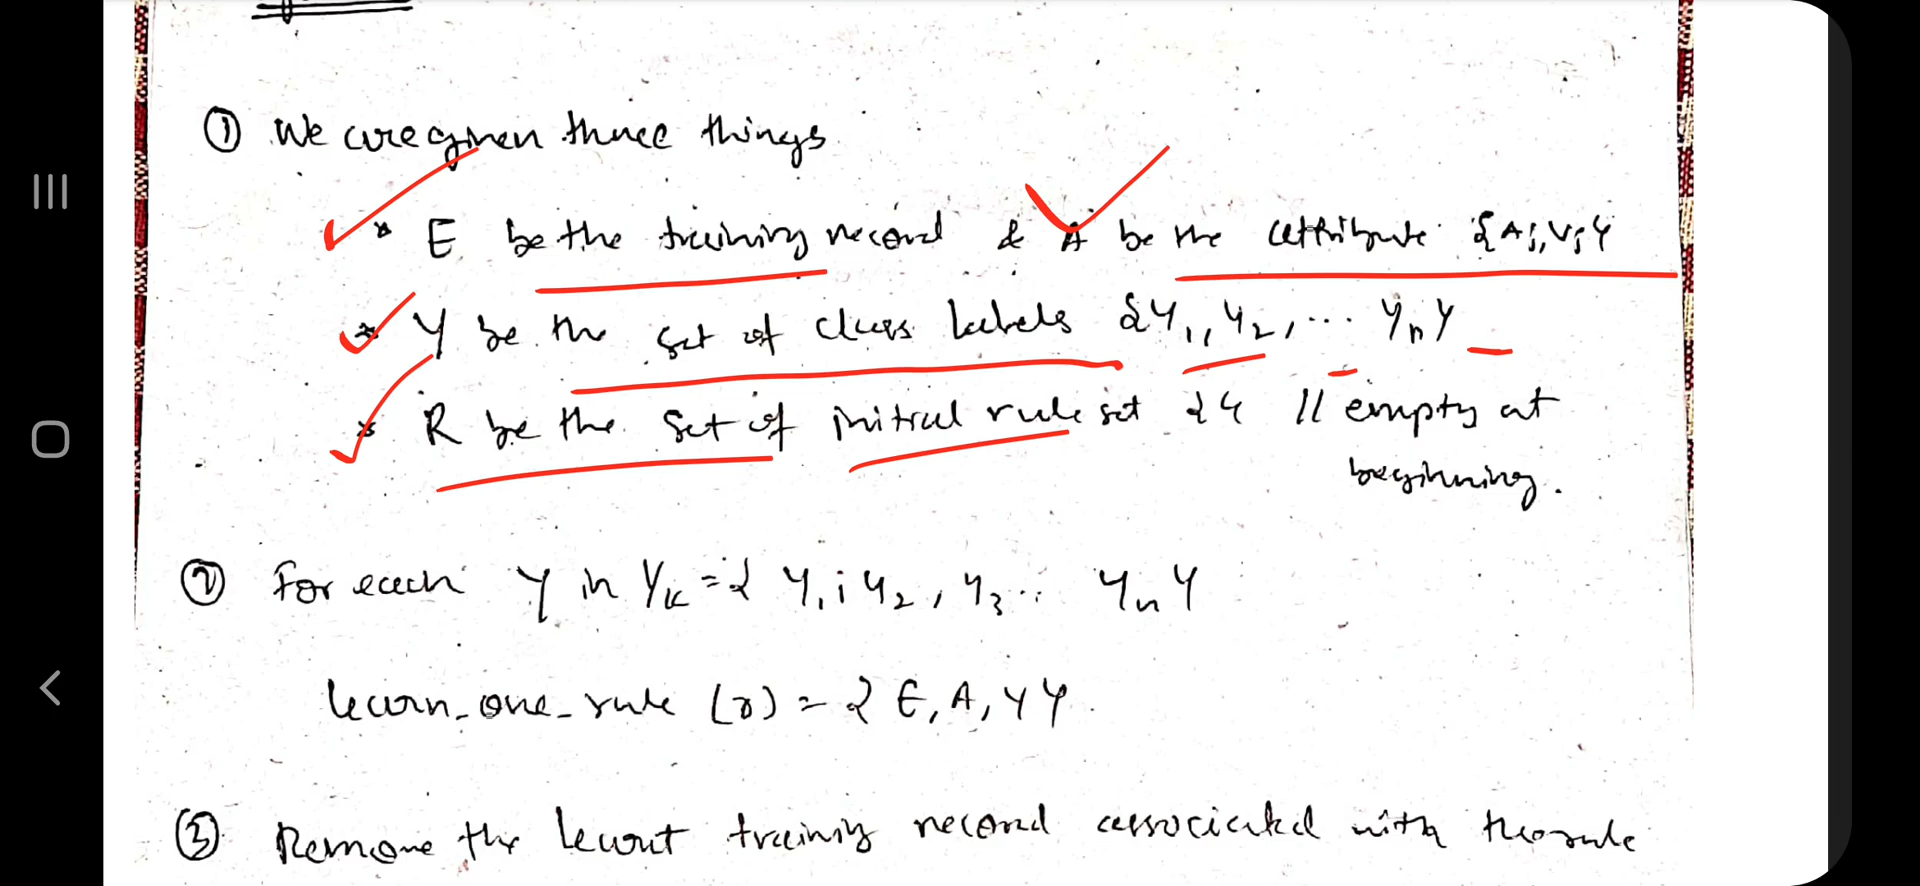 ① We are given three things
* E be the training record & A be the attribute {Aj, Vj}
* Y be the set of class labels {Y1, Y2, ... Yn}
* R be the set of initial rule set {} // empty at
beginning.
② For each Y in Yk = { Y1, Y2, Y3 ... Yn }
learn_one_rule (r) = { E, A, Y }.
③ Remove the learnt training record associated with the rule